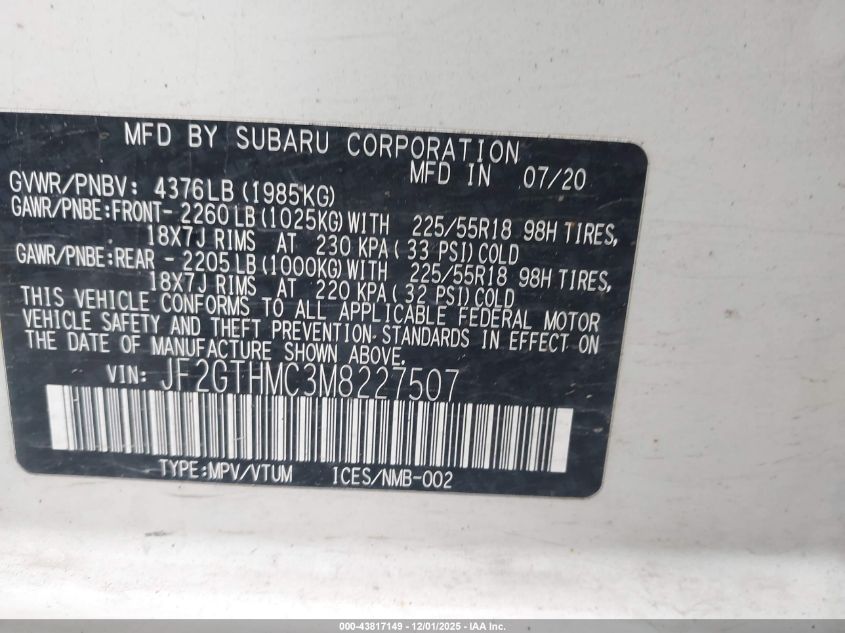 MFD BY SUBARU CORPORATION
MFD IN 07/20
GVWR/PNBV: 4376LB (1985KG)
GAWR/PNBE:FRONT- 2260 LB (1025KG) WITH 225/55R18 98H TIRES,
18X7J RIMS AT 230 KPA( 33 PSI) COLD
GAWR/PNBE:REAR - 2205 LB (1000KG) WITH 225/55R18 98H TIRES,
18X7J RIMS AT 220 KPA( 32 PSI) COLD
THIS VEHICLE CONFORMS TO ALL APPLICABLE FEDERAL MOTOR
VEHICLE SAFETY AND THEFT PREVENTION STANDARDS IN EFFECT ON
THE DATE OF MANUFACTURE SHOWN ABOVE.
VIN: JF2GTHMC3M8227507
TYPE:MPV/VTUM ICES/NMB-002
000-43817149 - 12/01/2025 - IAA Inc.